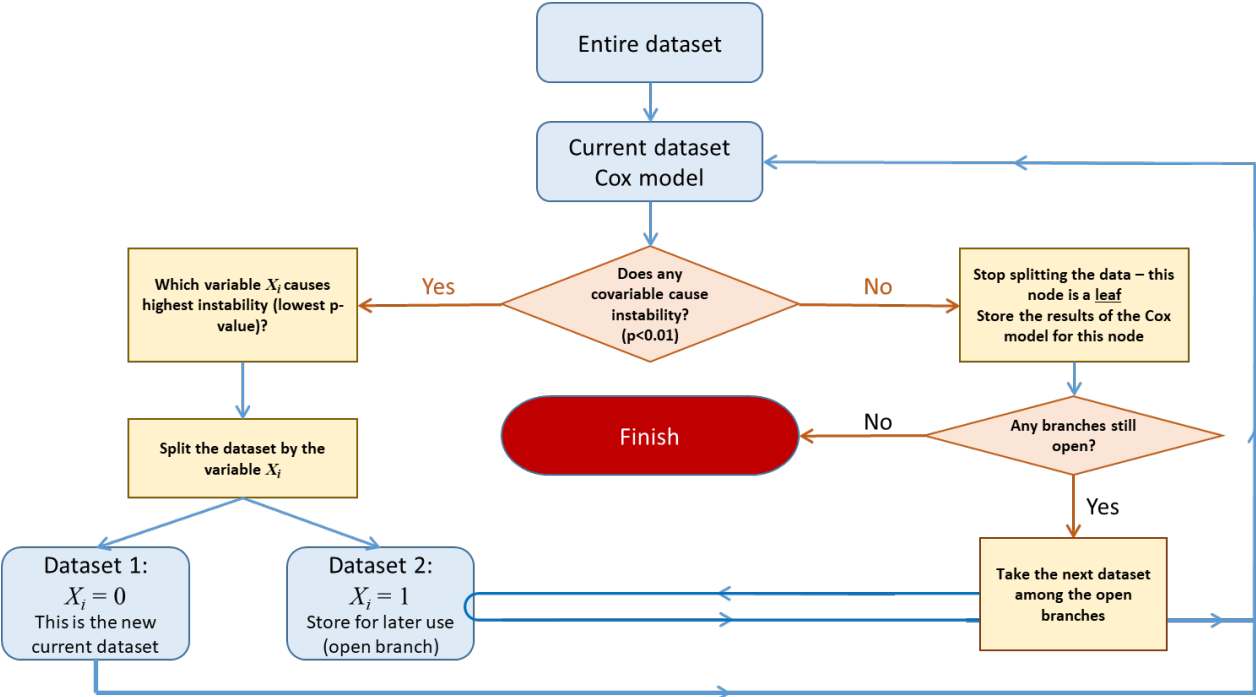 Entire dataset
Current dataset
Cox model
Does any
covariable cause
instability?
(p<0.01)
Yes
No
Which variable Xi causes
highest instability (lowest p-
value)?
Stop splitting the data – this
node is a leaf
Store the results of the Cox
model for this node
Split the dataset by the
variable Xi
Finish
No
Any branches still
open?
Yes
Dataset 1:
Xi = 0
This is the new
current dataset
Dataset 2:
Xi = 1
Store for later use
(open branch)
Take the next dataset
among the open
branches